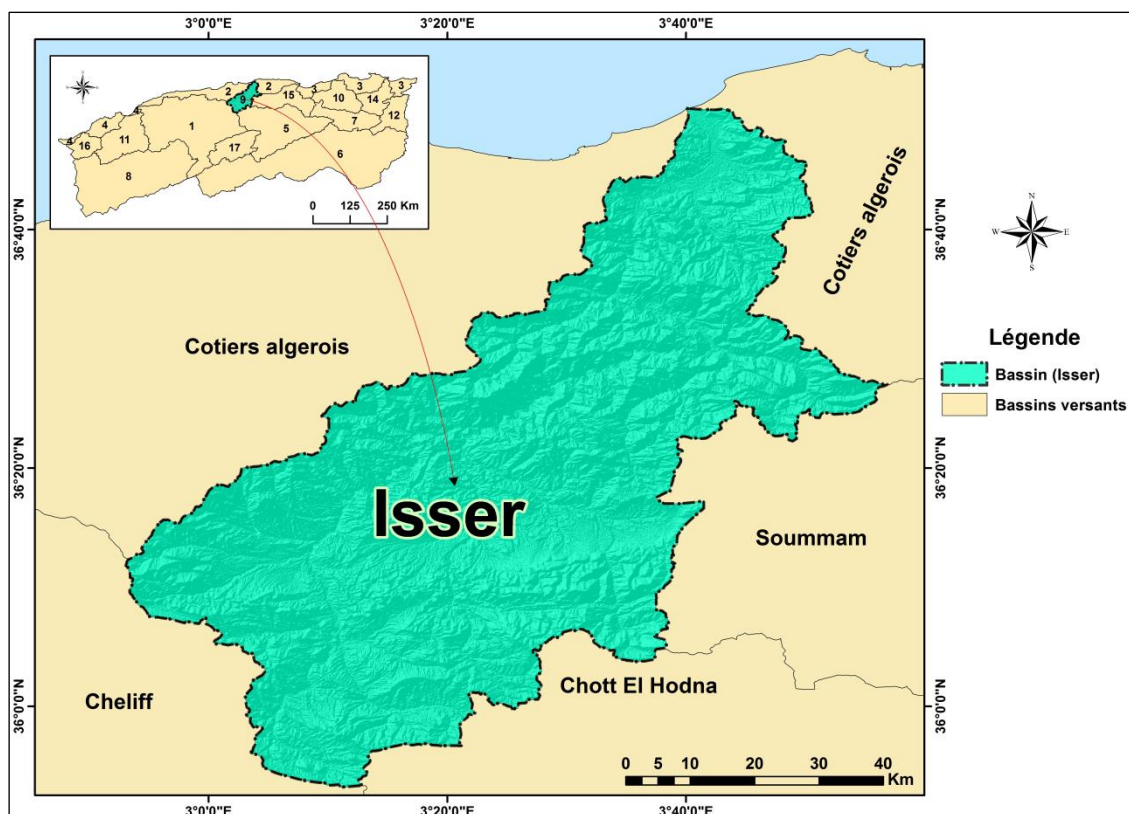 3°0'0"E 3°20'0"E 3°40'0"E
2 2 3 3 3
9 15 10 14
4 12
4 1 5 7
4 16 11 17 6
8
0 125 250 Km
36°40'0"N 36°40'0"N
Cotiers algerois
N
W E
S
Cotiers algerois
Légende
Bassin (Isser)
Bassins versants
36°20'0"N 36°20'0"N
Isser
Soummam
Chott El Hodna
Cheliff
36°0'0"N 36°0'0"N
0 5 10 20 30 40
Km
3°0'0"E 3°20'0"E 3°40'0"E